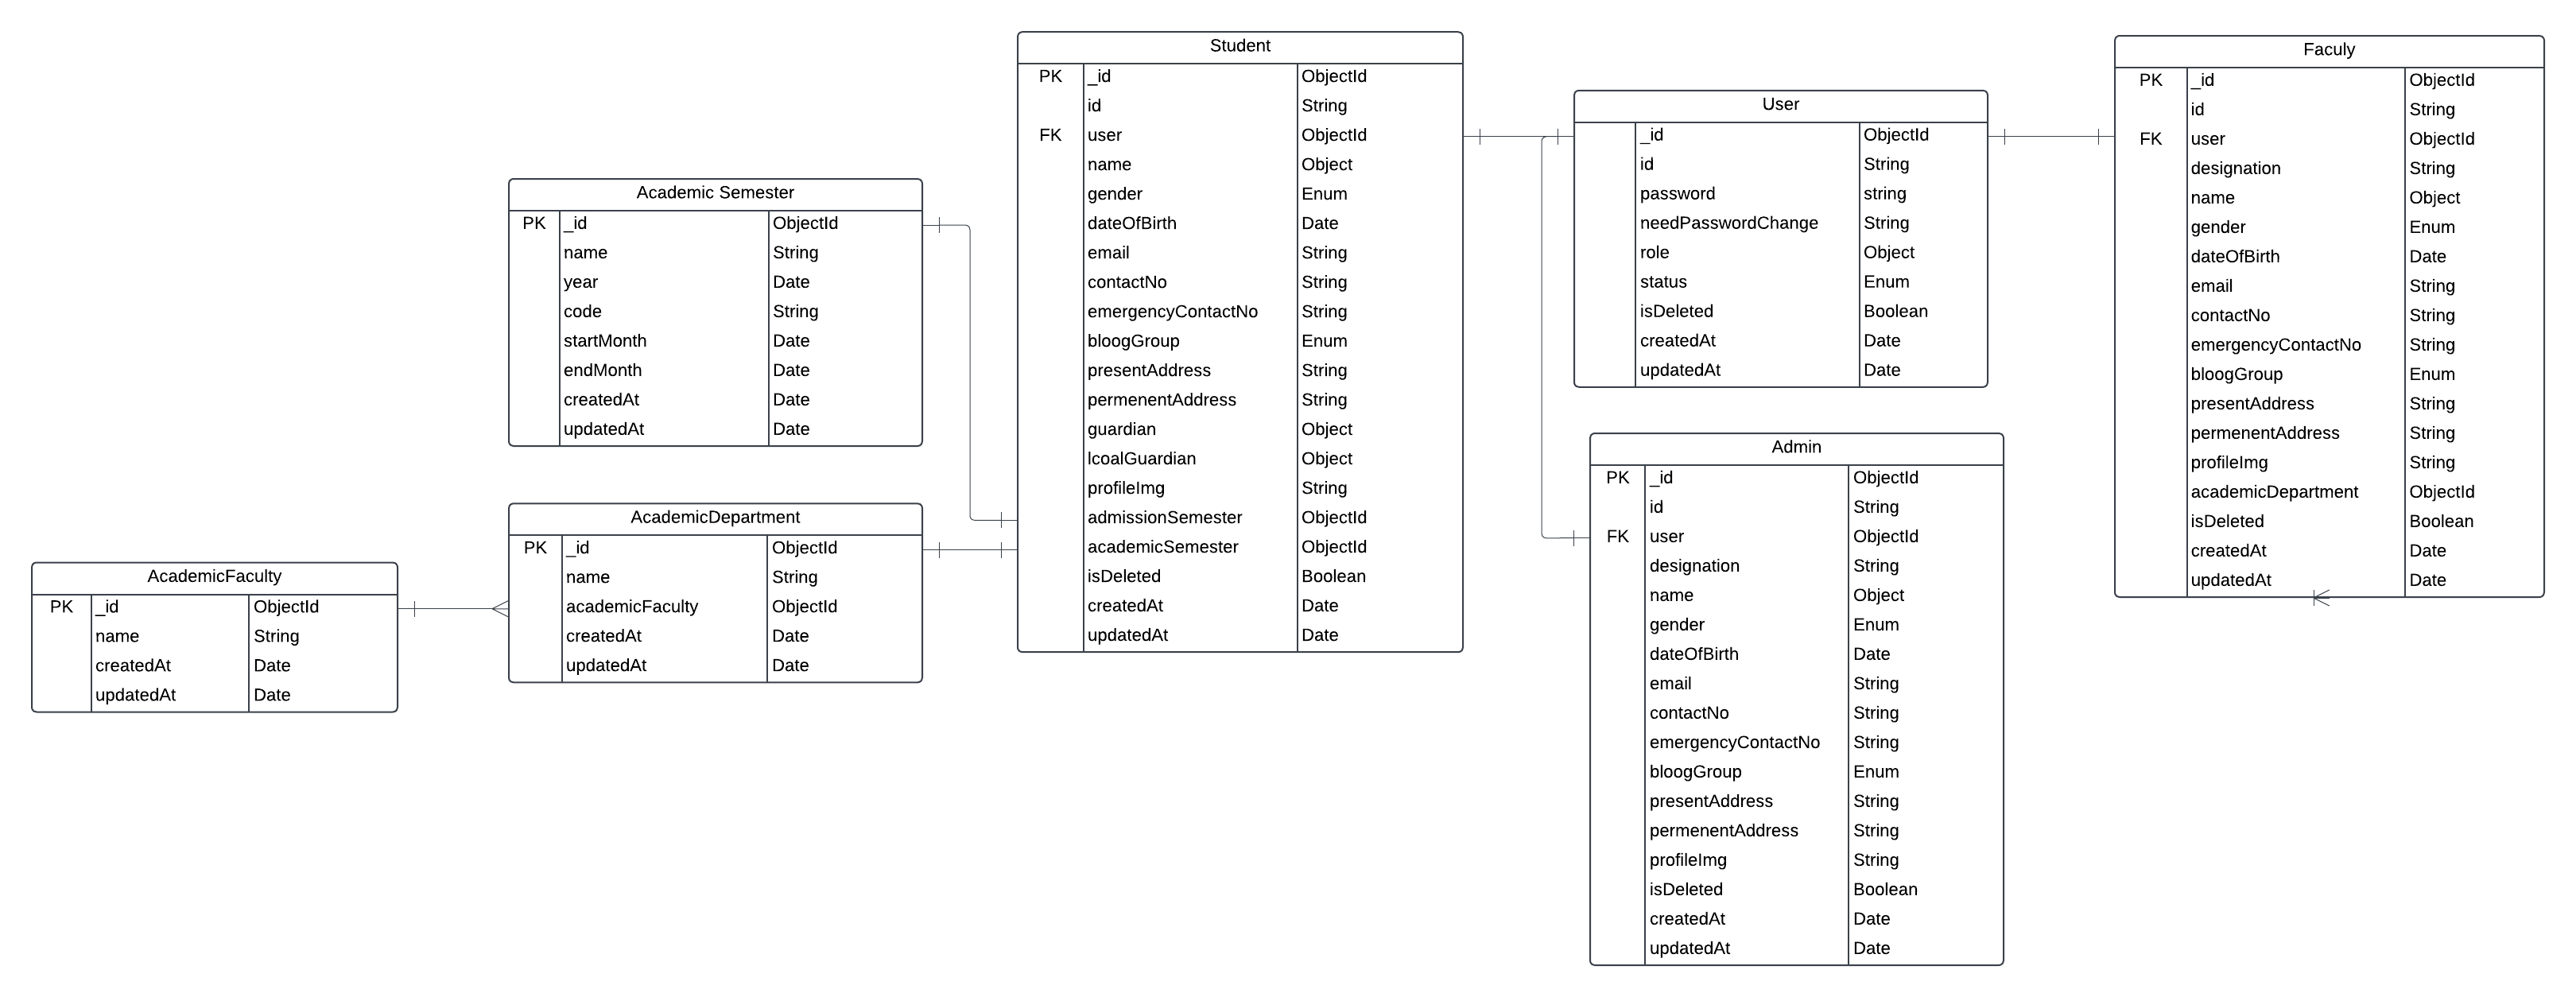 Student
PK _id ObjectId
id String
FK user ObjectId
name Object
gender Enum
dateOfBirth Date
email String
contactNo String
emergencyContactNo String
bloogGroup Enum
presentAddress String
permenentAddress String
guardian Object
lcoalGuardian Object
profileImg String
admissionSemester ObjectId
academicSemester ObjectId
isDeleted Boolean
createdAt Date
updatedAt Date
Faculy
PK _id ObjectId
id String
FK user ObjectId
designation String
name Object
gender Enum
dateOfBirth Date
email String
contactNo String
emergencyContactNo String
bloogGroup Enum
presentAddress String
permenentAddress String
profileImg String
academicDepartment ObjectId
isDeleted Boolean
createdAt Date
updatedAt Date
User
_id ObjectId
id String
password string
needPasswordChange String
role Object
status Enum
isDeleted Boolean
createdAt Date
updatedAt Date
Academic Semester
PK _id ObjectId
name String
year Date
code String
startMonth Date
endMonth Date
createdAt Date
updatedAt Date
Admin
PK _id ObjectId
id String
FK user ObjectId
designation String
name Object
gender Enum
dateOfBirth Date
email String
contactNo String
emergencyContactNo String
bloogGroup Enum
presentAddress String
permenentAddress String
profileImg String
isDeleted Boolean
createdAt Date
updatedAt Date
AcademicDepartment
PK _id ObjectId
name String
academicFaculty ObjectId
createdAt Date
updatedAt Date
AcademicFaculty
PK _id ObjectId
name String
createdAt Date
updatedAt Date